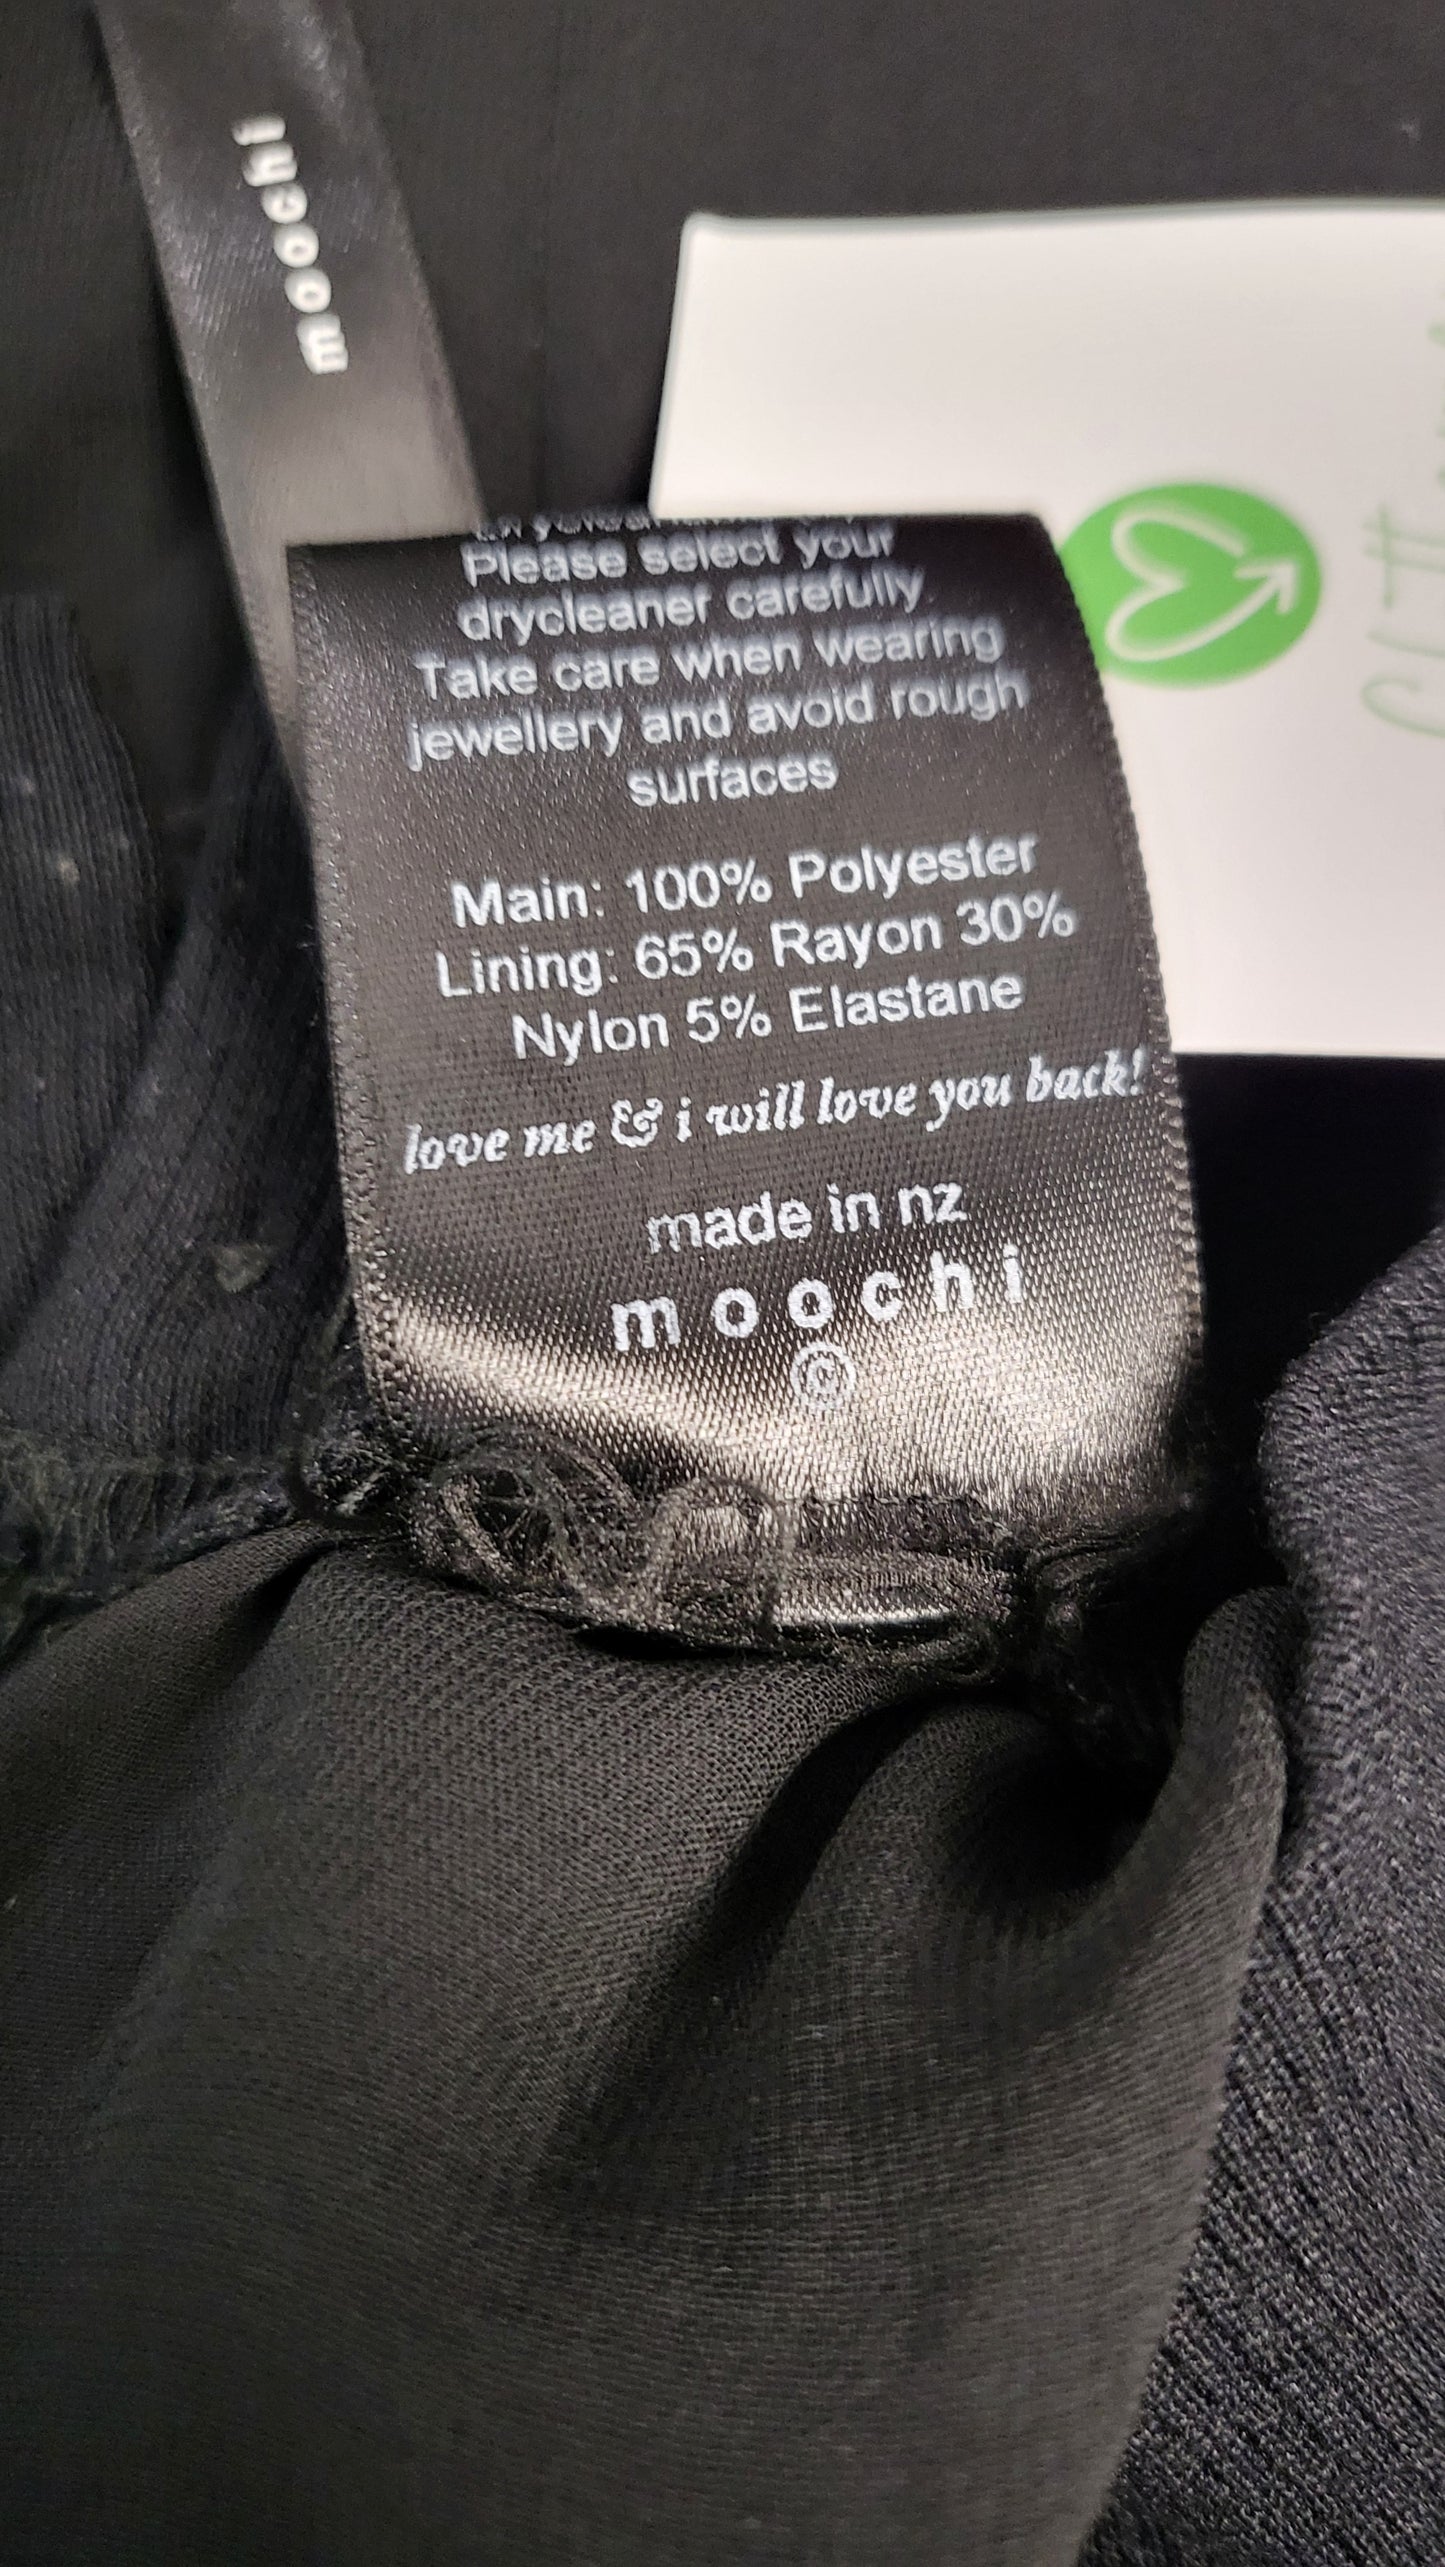 moochi
Please select your
drycleaner carefully
Take care when wearing
jewellery and avoid rough
surfaces
Main: 100% Polyester
Lining: 65% Rayon 30%
Nylon 5% Elastane
love me & i will love you back!
made in nz
moochi
©